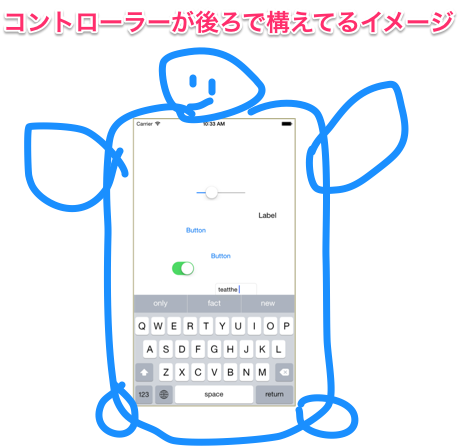 コントローラーが後ろで構えてるイメージ
Carrier 10:33 AM
Label
Button
Button
teatthe
only fact new
Q W E R T Y U I O P
A S D F G H J K L
Z X C V B N M
123 space return